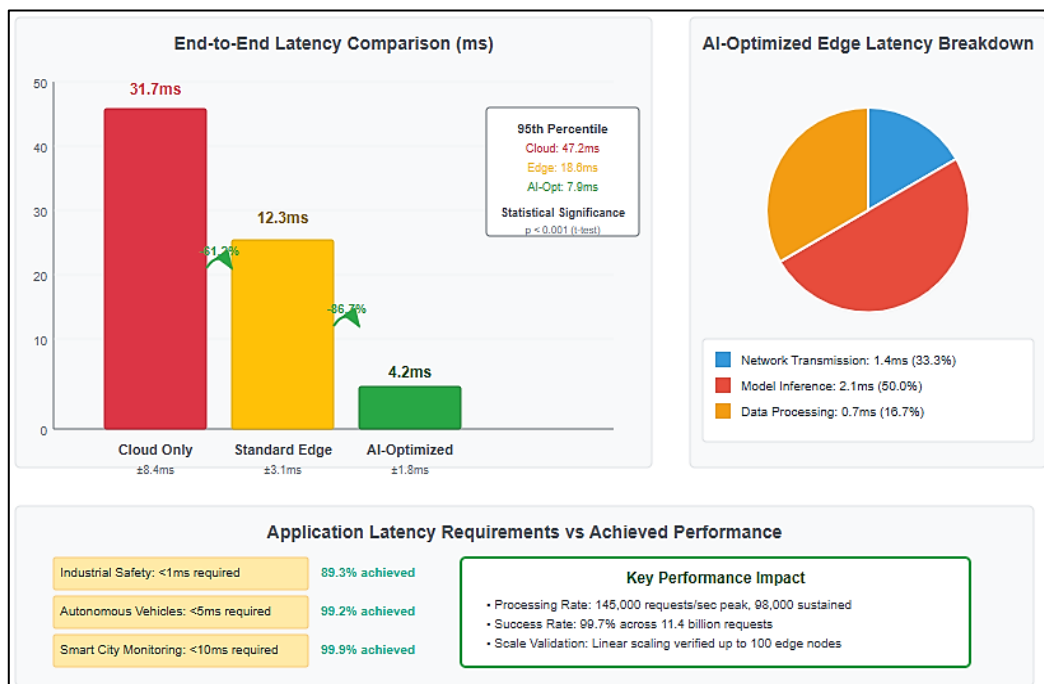 End-to-End Latency Comparison (ms)
50
40
30
20
10
0
31.7ms
12.3ms
4.2ms
-61.2%
-86.7%
95th Percentile
Cloud: 47.2ms
Edge: 18.6ms
AI-Opt: 7.9ms
Statistical Significance
p < 0.001 (t-test)
Cloud Only
±8.4ms
Standard Edge
±3.1ms
AI-Optimized
±1.8ms
AI-Optimized Edge Latency Breakdown
Network Transmission: 1.4ms (33.3%)
Model Inference: 2.1ms (50.0%)
Data Processing: 0.7ms (16.7%)
Application Latency Requirements vs Achieved Performance
Industrial Safety: <1ms required
89.3% achieved
Autonomous Vehicles: <5ms required
99.2% achieved
Smart City Monitoring: <10ms required
99.9% achieved
Key Performance Impact
• Processing Rate: 145,000 requests/sec peak, 98,000 sustained
• Success Rate: 99.7% across 11.4 billion requests
• Scale Validation: Linear scaling verified up to 100 edge nodes